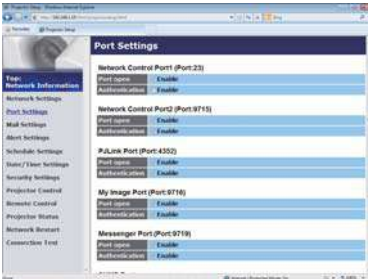 Port Settings
Top:
Network Information
Network Settings
Port Settings
Mail Settings
Alert Settings
Schedule Settings
Date/Time Settings
Security Settings
Projector Control
Remote Control
Projector Status
Network Restart
Connection Test
Network Control Port1 (Port:23)
Port open Enable
Authentication Enable
Network Control Port2 (Port:9715)
Port open Enable
Authentication Enable
PJLink Port (Port:4352)
Port open Enable
Authentication Enable
My Image Port (Port:9716)
Port open Enable
Authentication Enable
Messenger Port (Port:9719)
Port open Enable
Authentication Enable